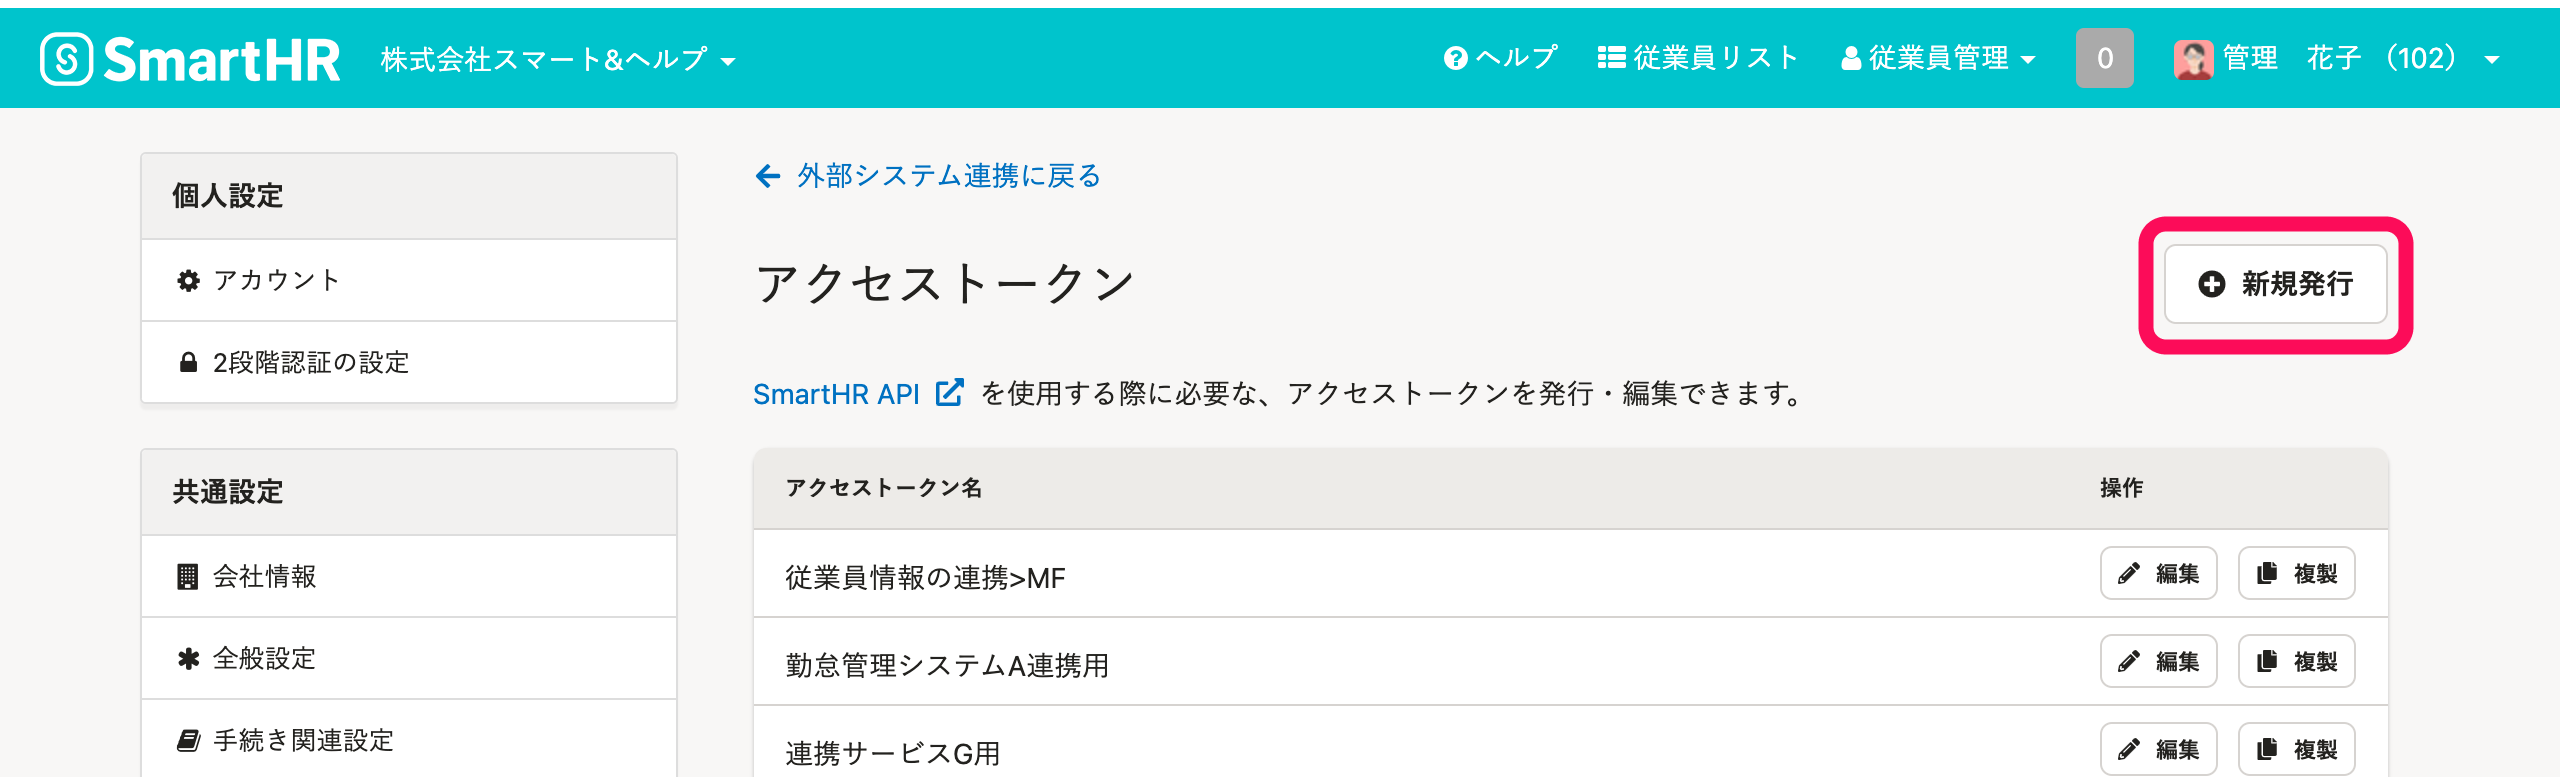 SmartHR 株式会社スマート&ヘルプ ヘルプ 従業員リスト 従業員管理 0 管理 花子 (102)
個人設定
アカウント
2段階認証の設定
共通設定
会社情報
全般設定
手続き関連設定
外部システム連携に戻る
アクセストークン
新規発行
SmartHR API を使用する際に必要な、アクセストークンを発行・編集できます。
アクセストークン名 操作
従業員情報の連携>MF 編集 複製
勤怠管理システムA連携用 編集 複製
連携サービスG用 編集 複製